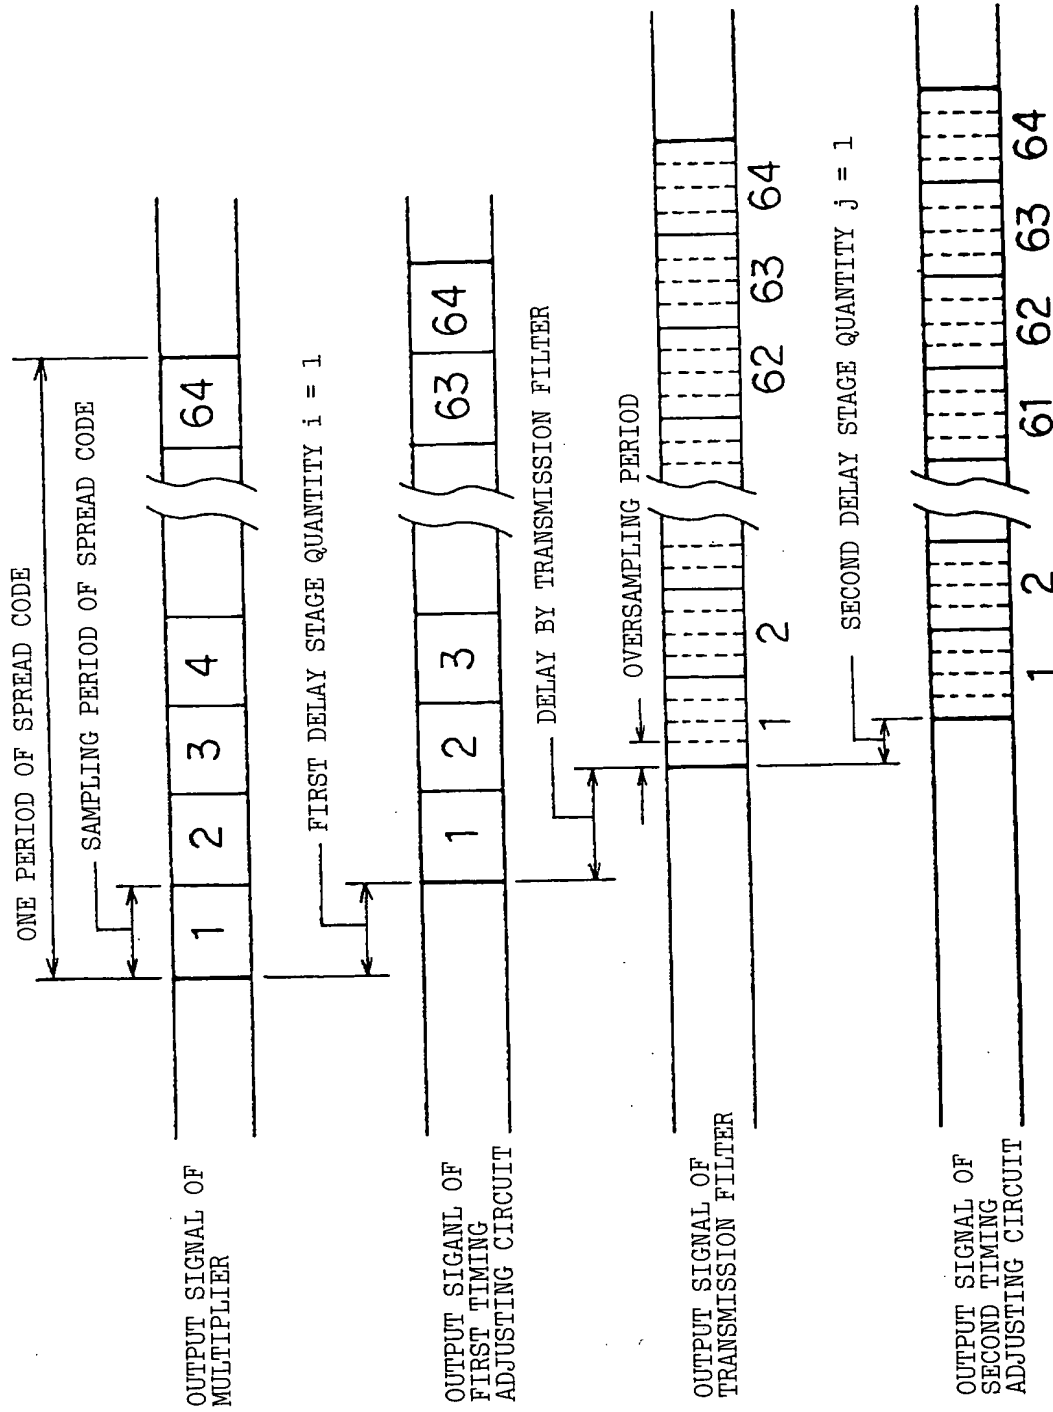 ONE PERIOD OF SPREAD CODE
SAMPLING PERIOD OF SPREAD CODE
OUTPUT SIGNAL OF
MULTIPLIER
1 2 3 4 64
FIRST DELAY STAGE QUANTITY i = 1
OUTPUT SIGANL OF
FIRST TIMING
ADJUSTING CIRCUIT
1 2 3 63 64
DELAY BY TRANSMISSION FILTER
OVERSAMPLING PERIOD
OUTPUT SIGNAL OF
TRANSMISSION FILTER
1 2 62 63 64
SECOND DELAY STAGE QUANTITY j = 1
OUTPUT SIGNAL OF
SECOND TIMING
ADJUSTING CIRCUIT
1 2 61 62 63 64